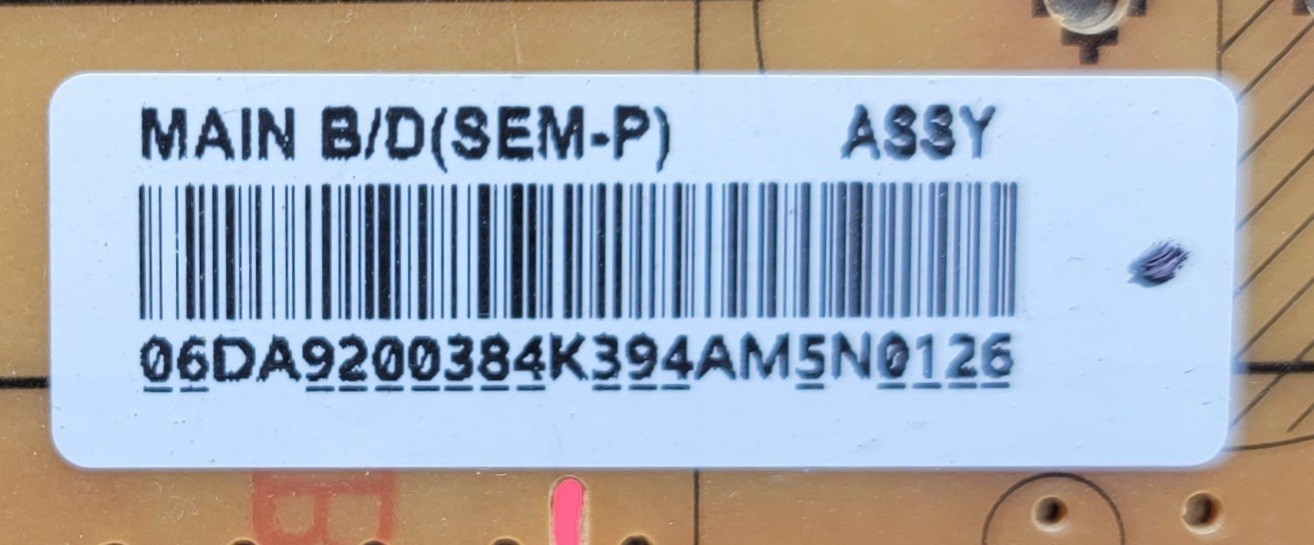 MAIN B/D(SEM-P) ASSY
06DA9200384K394AM5N0126
B